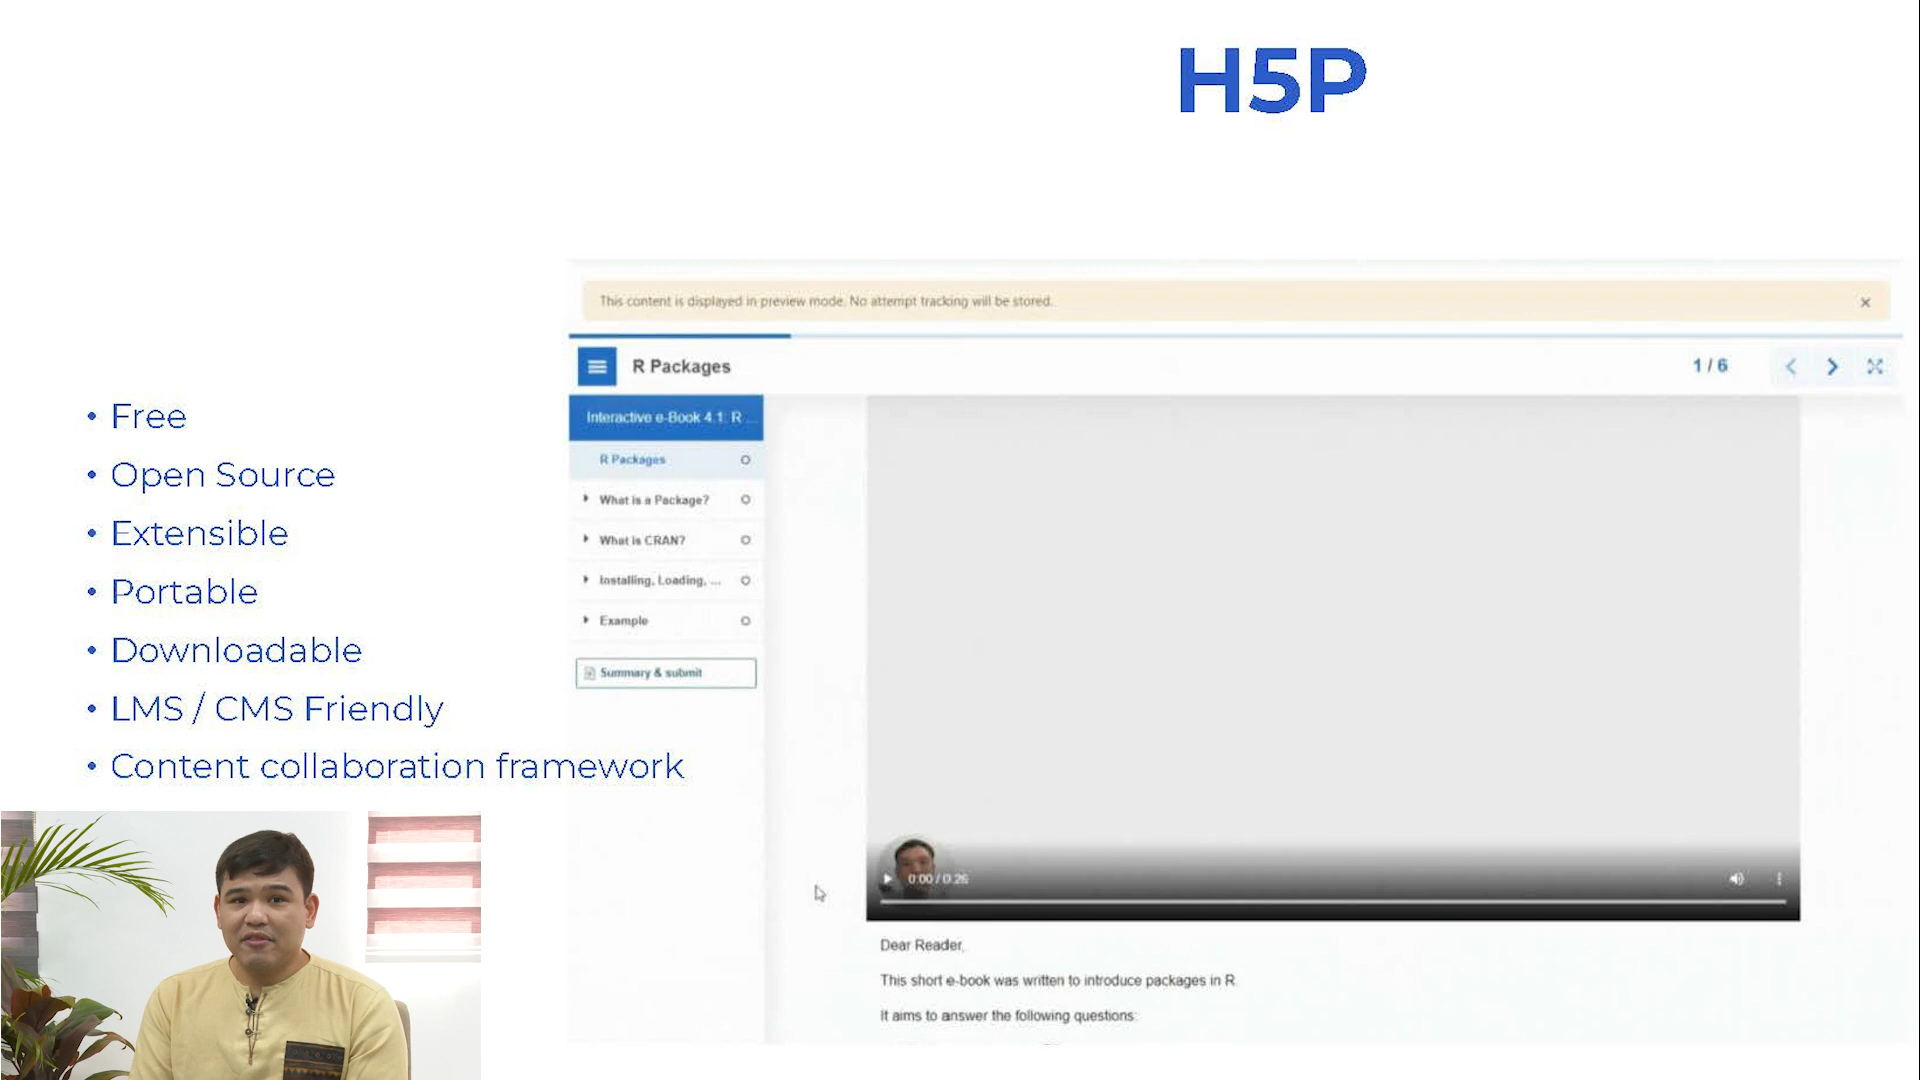 H5P
• Free
• Open Source
• Extensible
• Portable
• Downloadable
• LMS / CMS Friendly
• Content collaboration framework
This content is displayed in preview mode. No attempt tracking will be stored.
R Packages
1 / 6
Interactive e-Book 4.1: R ...
R Packages
What is a Package?
What is CRAN?
Installing, Loading, ...
Example
Summary & submit
0:00 / 0:26
Dear Reader,
This short e-book was written to introduce packages in R.
It aims to answer the following questions: